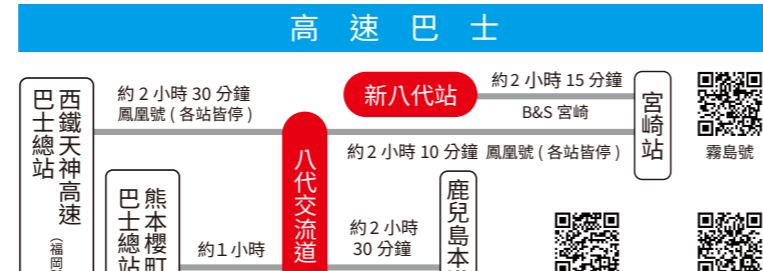 高速巴士
西鐵天神高速
巴士總站
（福岡
約 2 小時 30 分鐘
鳳凰號 ( 各站皆停 )
新八代站
約 2 小時 15 分鐘
B&S 宮崎
宮崎站
霧島號
八代交流道
約 2 小時 10 分鐘 鳳凰號 ( 各站皆停 )
熊本櫻町
巴士總站
約1小時
約 2 小時
30 分鐘
鹿兒島本